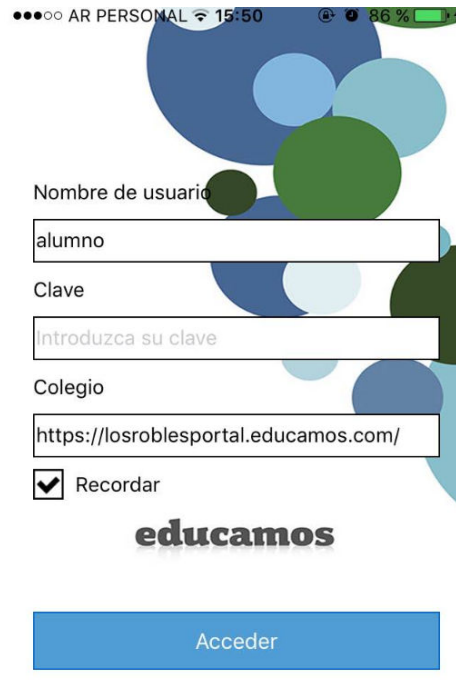 AR PERSONAL 15:50 86 %
Nombre de usuario
alumno
Clave
Introduzca su clave
Colegio
https://losroblesportal.educamos.com/
Recordar
educamos
Acceder